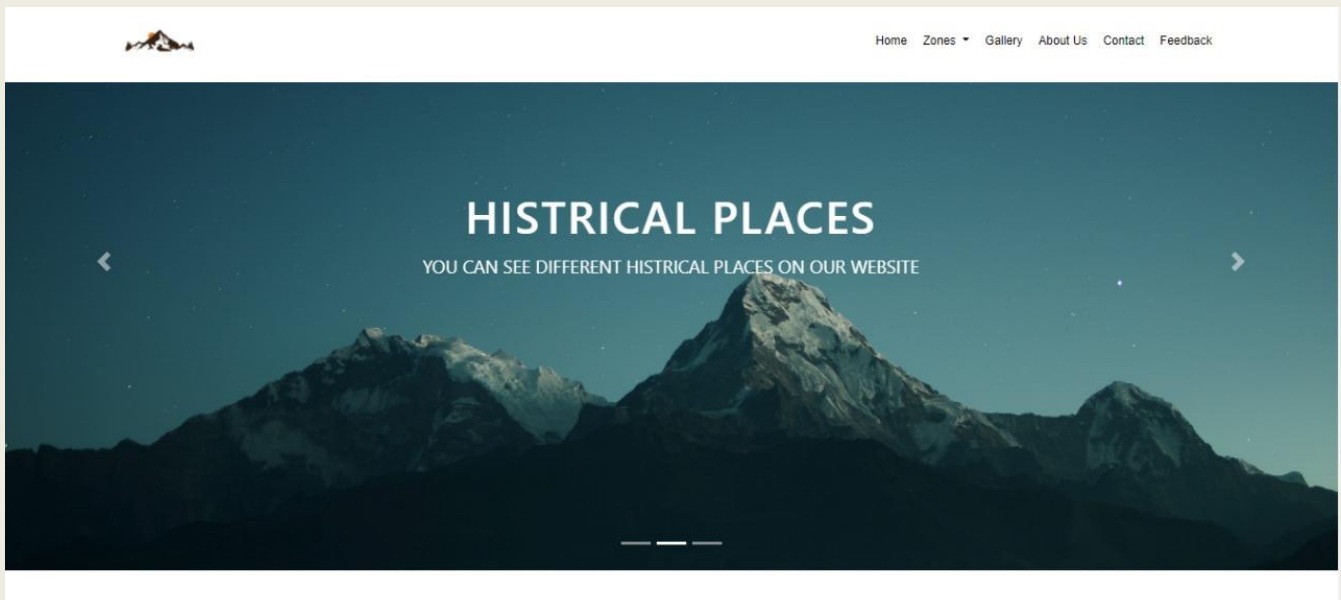 Home Zones Gallery About Us Contact Feedback
HISTRICAL PLACES
YOU CAN SEE DIFFERENT HISTRICAL PLACES ON OUR WEBSITE